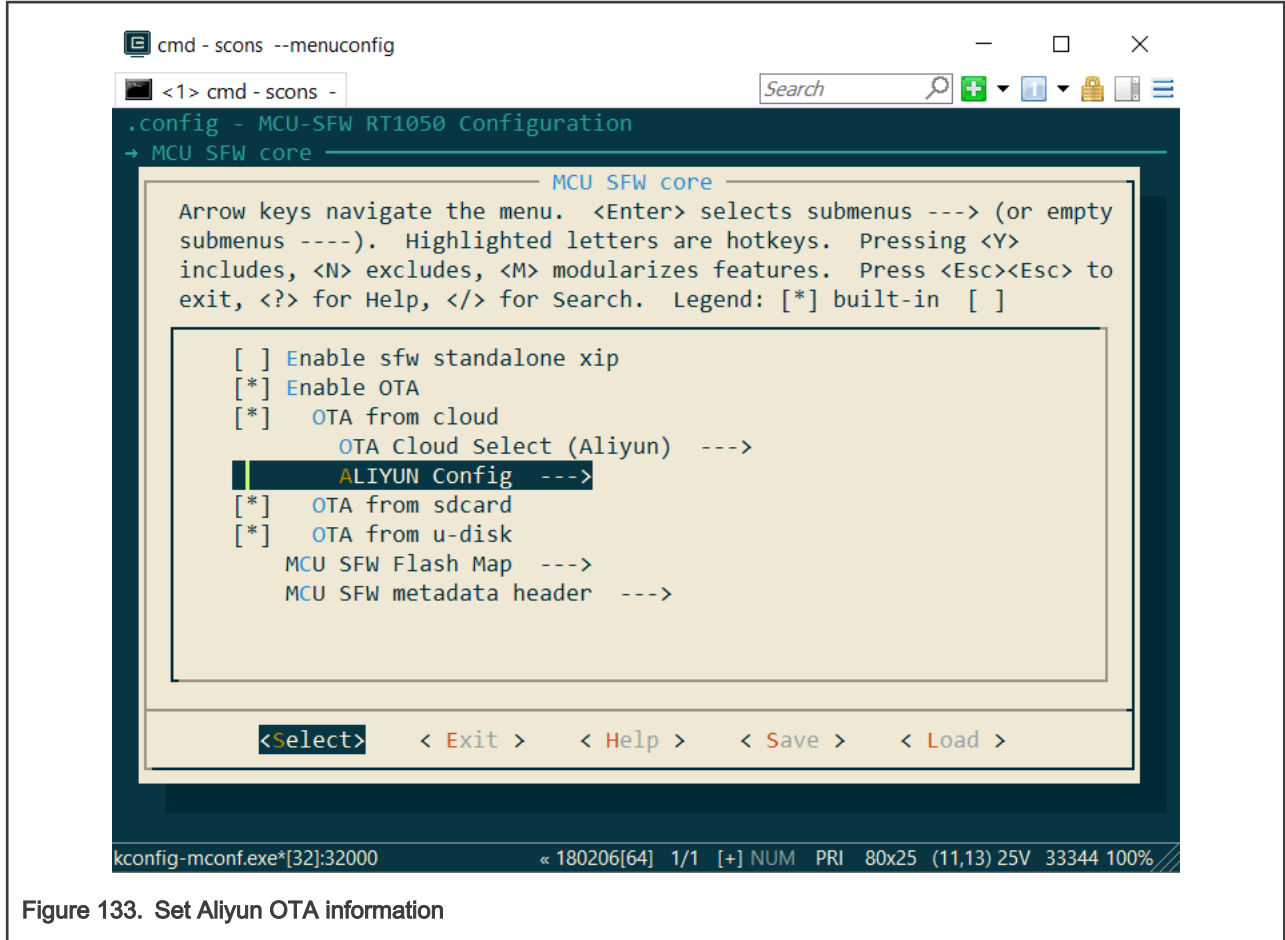 cmd - scons  --menuconfig
<1> cmd - scons  -
Search
.config - MCU-SFW RT1050 Configuration
→ MCU SFW core
MCU SFW core
Arrow keys navigate the menu.  <Enter> selects submenus ---> (or empty
submenus ----).  Highlighted letters are hotkeys.  Pressing <Y>
includes, <N> excludes, <M> modularizes features.  Press <Esc><Esc> to
exit, <?> for Help, </> for Search.  Legend: [*] built-in  [ ]
[ ] Enable sfw standalone xip
[*] Enable OTA
[*]   OTA from cloud
OTA Cloud Select (Aliyun)  --->
ALIYUN Config  --->
[*]   OTA from sdcard
[*]   OTA from u-disk
MCU SFW Flash Map  --->
MCU SFW metadata header  --->
<Select>    < Exit >    < Help >    < Save >    < Load >
kconfig-mconf.exe*[32]:32000    « 180206[64]  1/1  [+] NUM  PRI  80x25  (11,13) 25V  33344 100%
Figure 133.  Set Aliyun OTA information